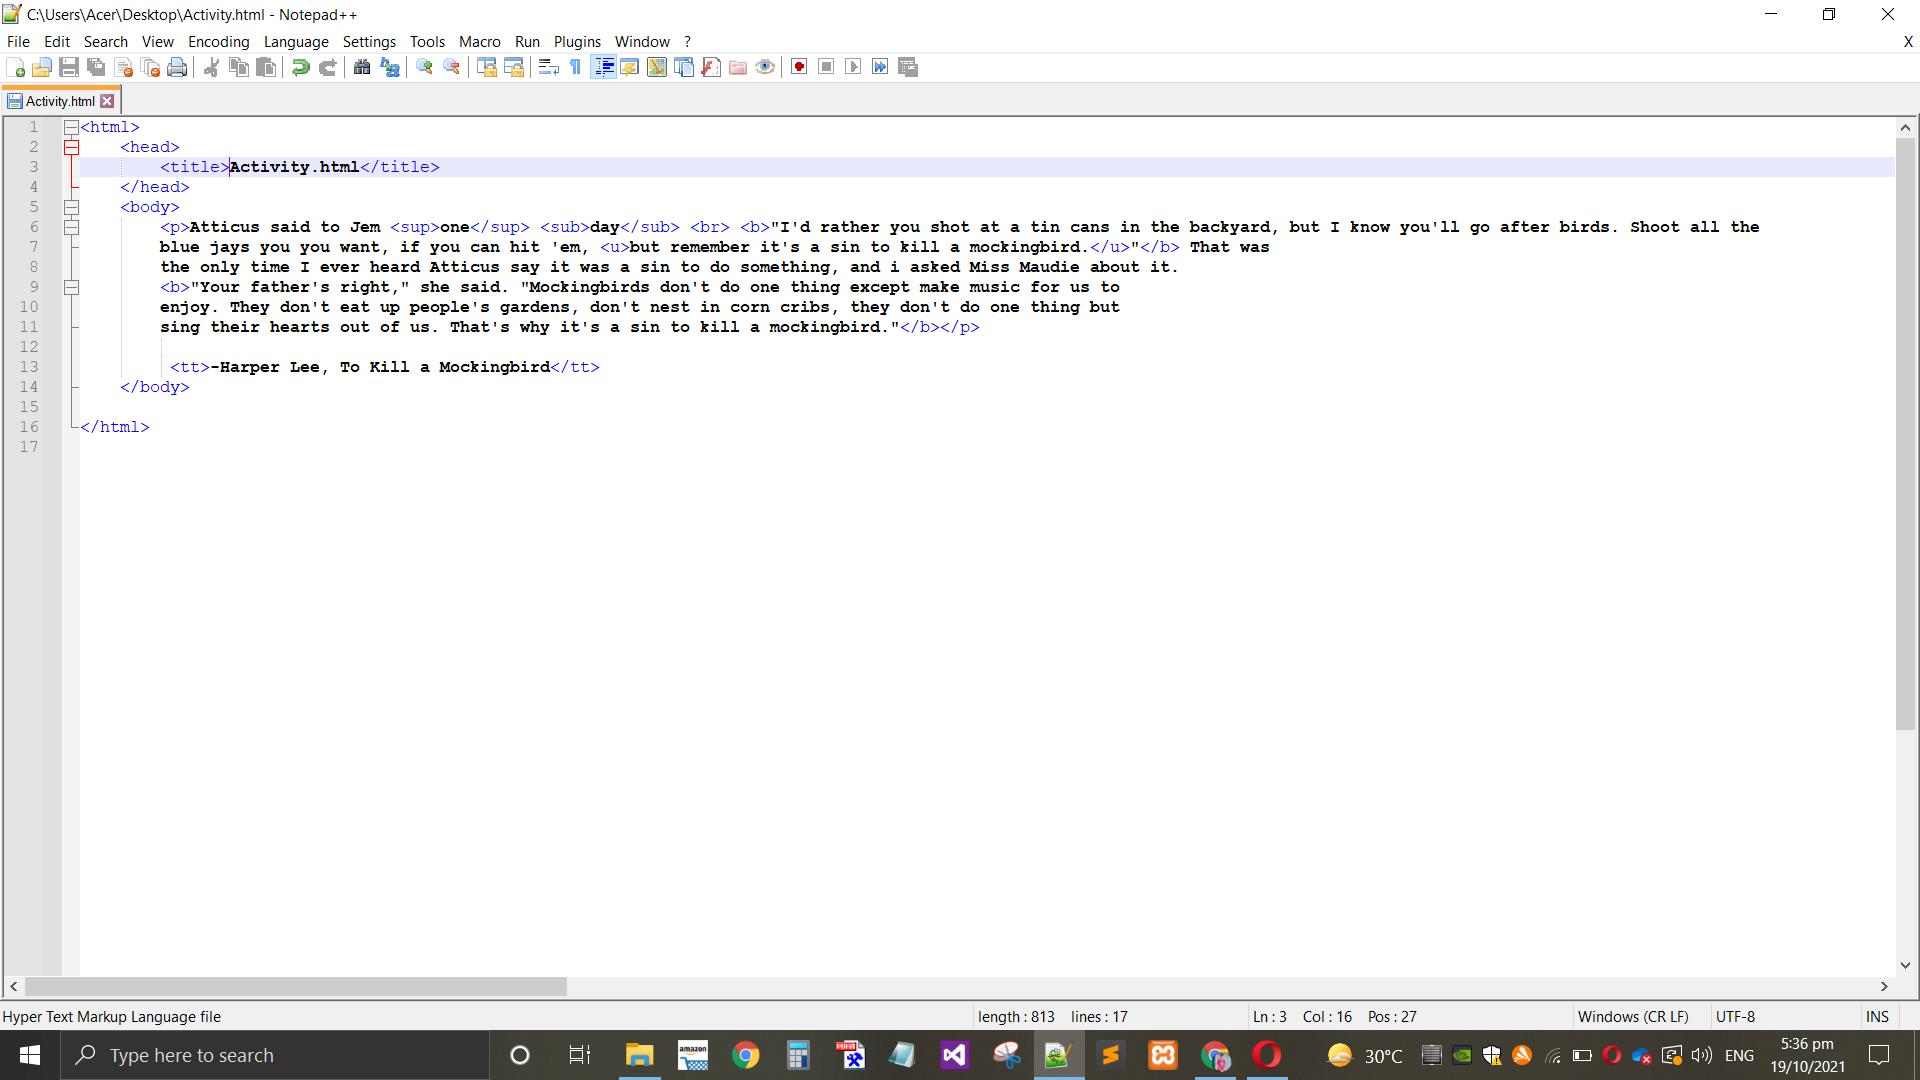 C:\Users\Acer\Desktop\Activity.html - Notepad++
File Edit Search View Encoding Language Settings Tools Macro Run Plugins Window ? X
Activity.html
1 <html>
2 <head>
3 <title>Activity.html</title>
4 </head>
5 <body>
6 <p>Atticus said to Jem <sup>one</sup> <sub>day</sub> <br> <b>"I'd rather you shot at a tin cans in the backyard, but I know you'll go after birds. Shoot all the
7 blue jays you you want, if you can hit 'em, <u>but remember it's a sin to kill a mockingbird.</u>"</b> That was
8 the only time I ever heard Atticus say it was a sin to do something, and i asked Miss Maudie about it.
9 <b>"Your father's right," she said. "Mockingbirds don't do one thing except make music for us to
10 enjoy. They don't eat up people's gardens, don't nest in corn cribs, they don't do one thing but
11 sing their hearts out of us. That's why it's a sin to kill a mockingbird."</b></p>
12
13 <tt>-Harper Lee, To Kill a Mockingbird</tt>
14 </body>
15
16 </html>
17
Hyper Text Markup Language file length : 813 lines : 17 Ln : 3 Col : 16 Pos : 27 Windows (CR LF) UTF-8 INS
Type here to search amazon 30°C ENG 5:36 pm
19/10/2021